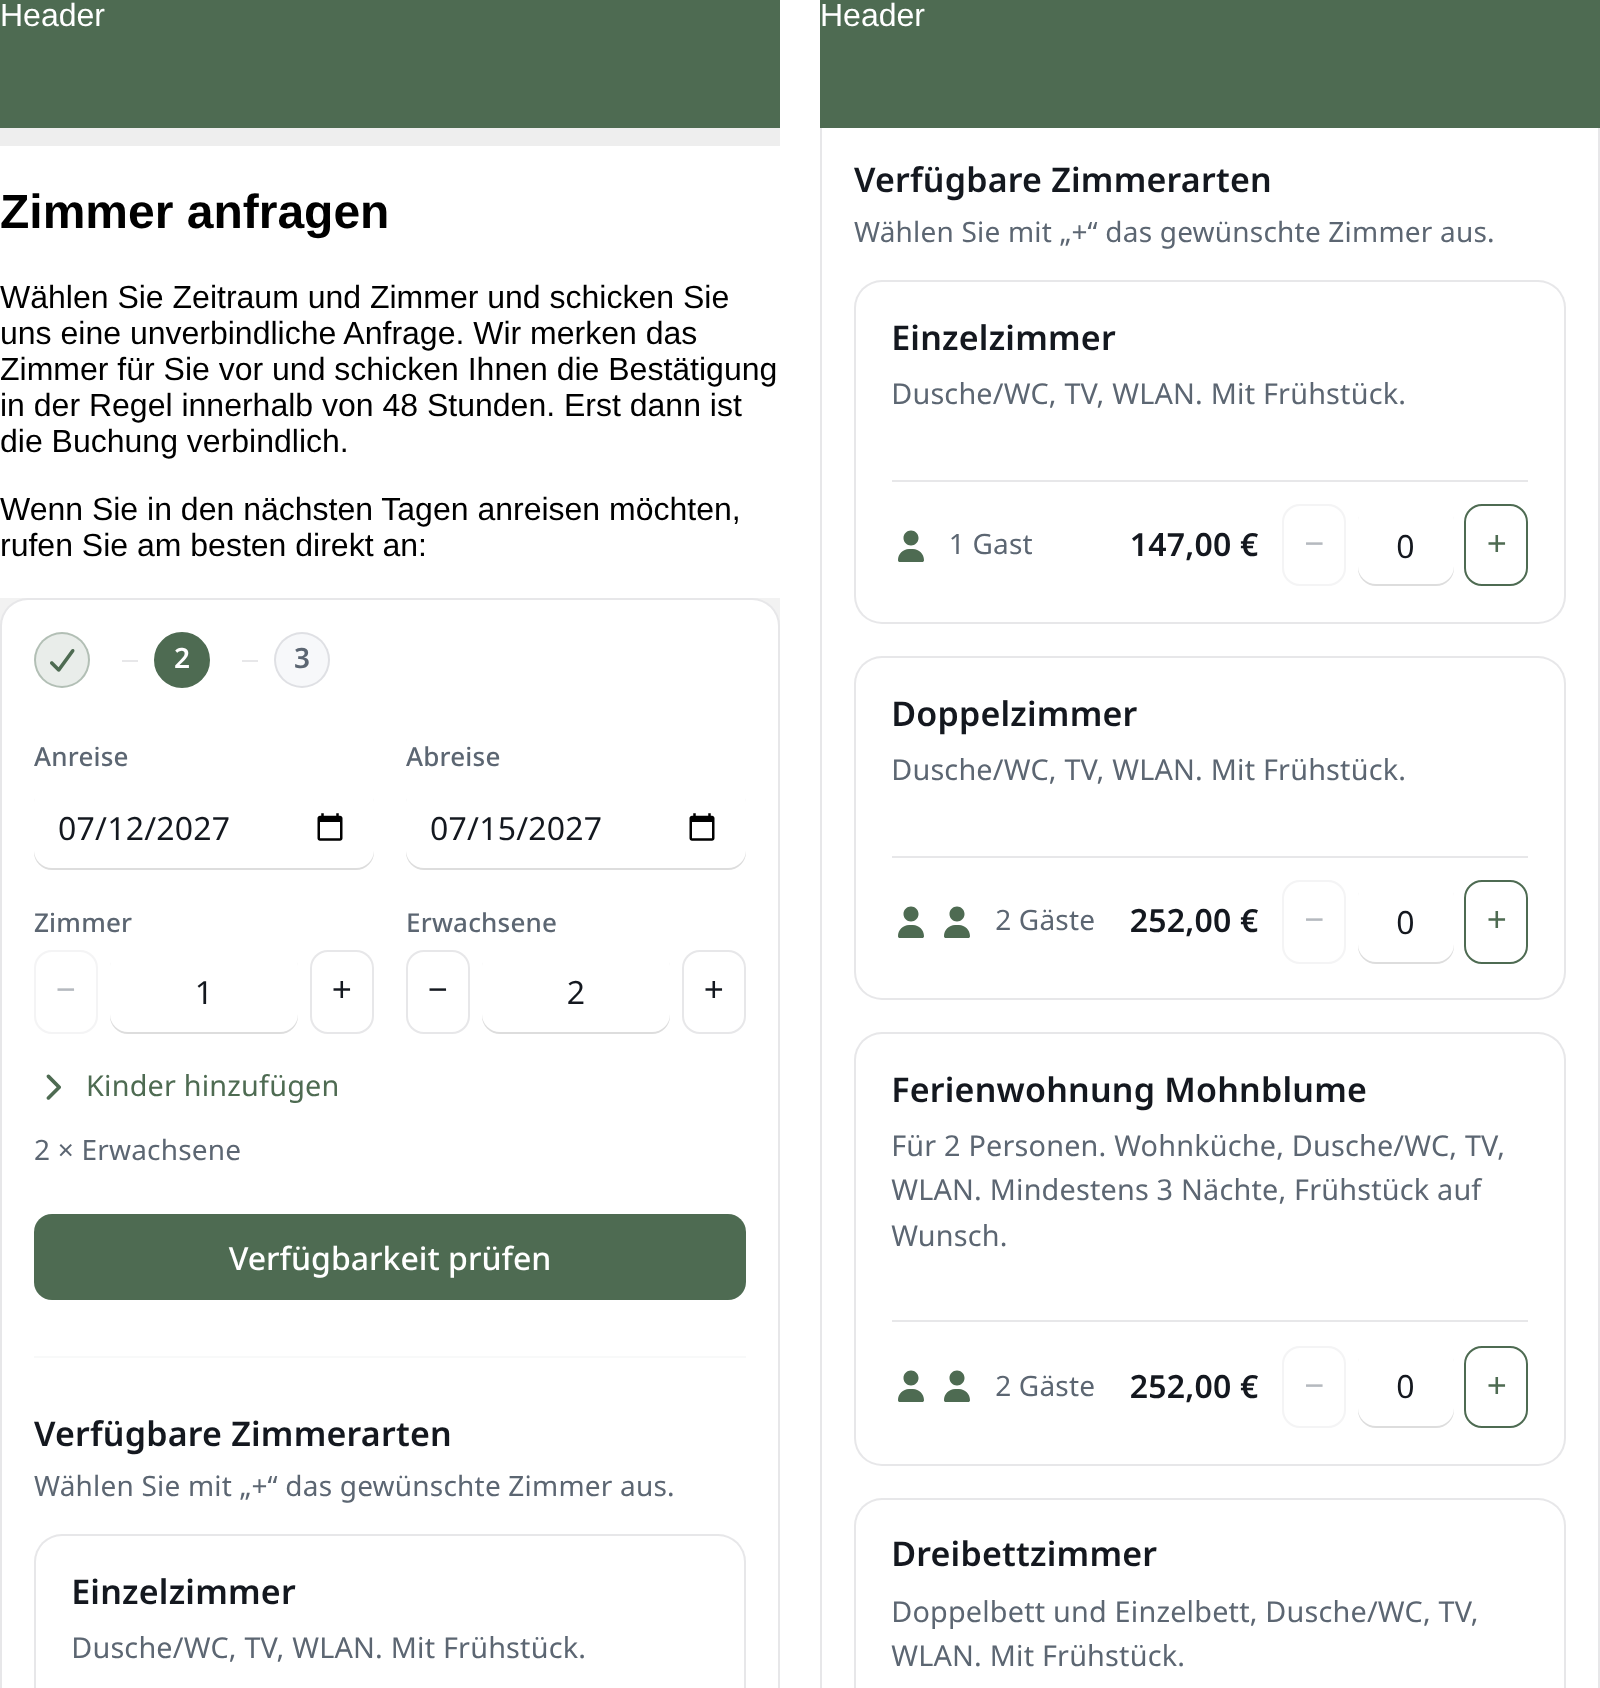 Header
Zimmer anfragen
Wählen Sie Zeitraum und Zimmer und schicken Sie
uns eine unverbindliche Anfrage. Wir merken das
Zimmer für Sie vor und schicken Ihnen die Bestätigung
in der Regel innerhalb von 48 Stunden. Erst dann ist
die Buchung verbindlich.
Wenn Sie in den nächsten Tagen anreisen möchten,
rufen Sie am besten direkt an:
2 3
Anreise Abreise
07/12/2027 07/15/2027
Zimmer Erwachsene
− 1 + − 2 +
Kinder hinzufügen
2 × Erwachsene
Verfügbarkeit prüfen
Verfügbare Zimmerarten
Wählen Sie mit „+“ das gewünschte Zimmer aus.
Einzelzimmer
Dusche/WC, TV, WLAN. Mit Frühstück.
Header
Verfügbare Zimmerarten
Wählen Sie mit „+“ das gewünschte Zimmer aus.
Einzelzimmer
Dusche/WC, TV, WLAN. Mit Frühstück.
1 Gast 147,00 € − 0 +
Doppelzimmer
Dusche/WC, TV, WLAN. Mit Frühstück.
2 Gäste 252,00 € − 0 +
Ferienwohnung Mohnblume
Für 2 Personen. Wohnküche, Dusche/WC, TV,
WLAN. Mindestens 3 Nächte, Frühstück auf
Wunsch.
2 Gäste 252,00 € − 0 +
Dreibettzimmer
Doppelbett und Einzelbett, Dusche/WC, TV,
WLAN. Mit Frühstück.